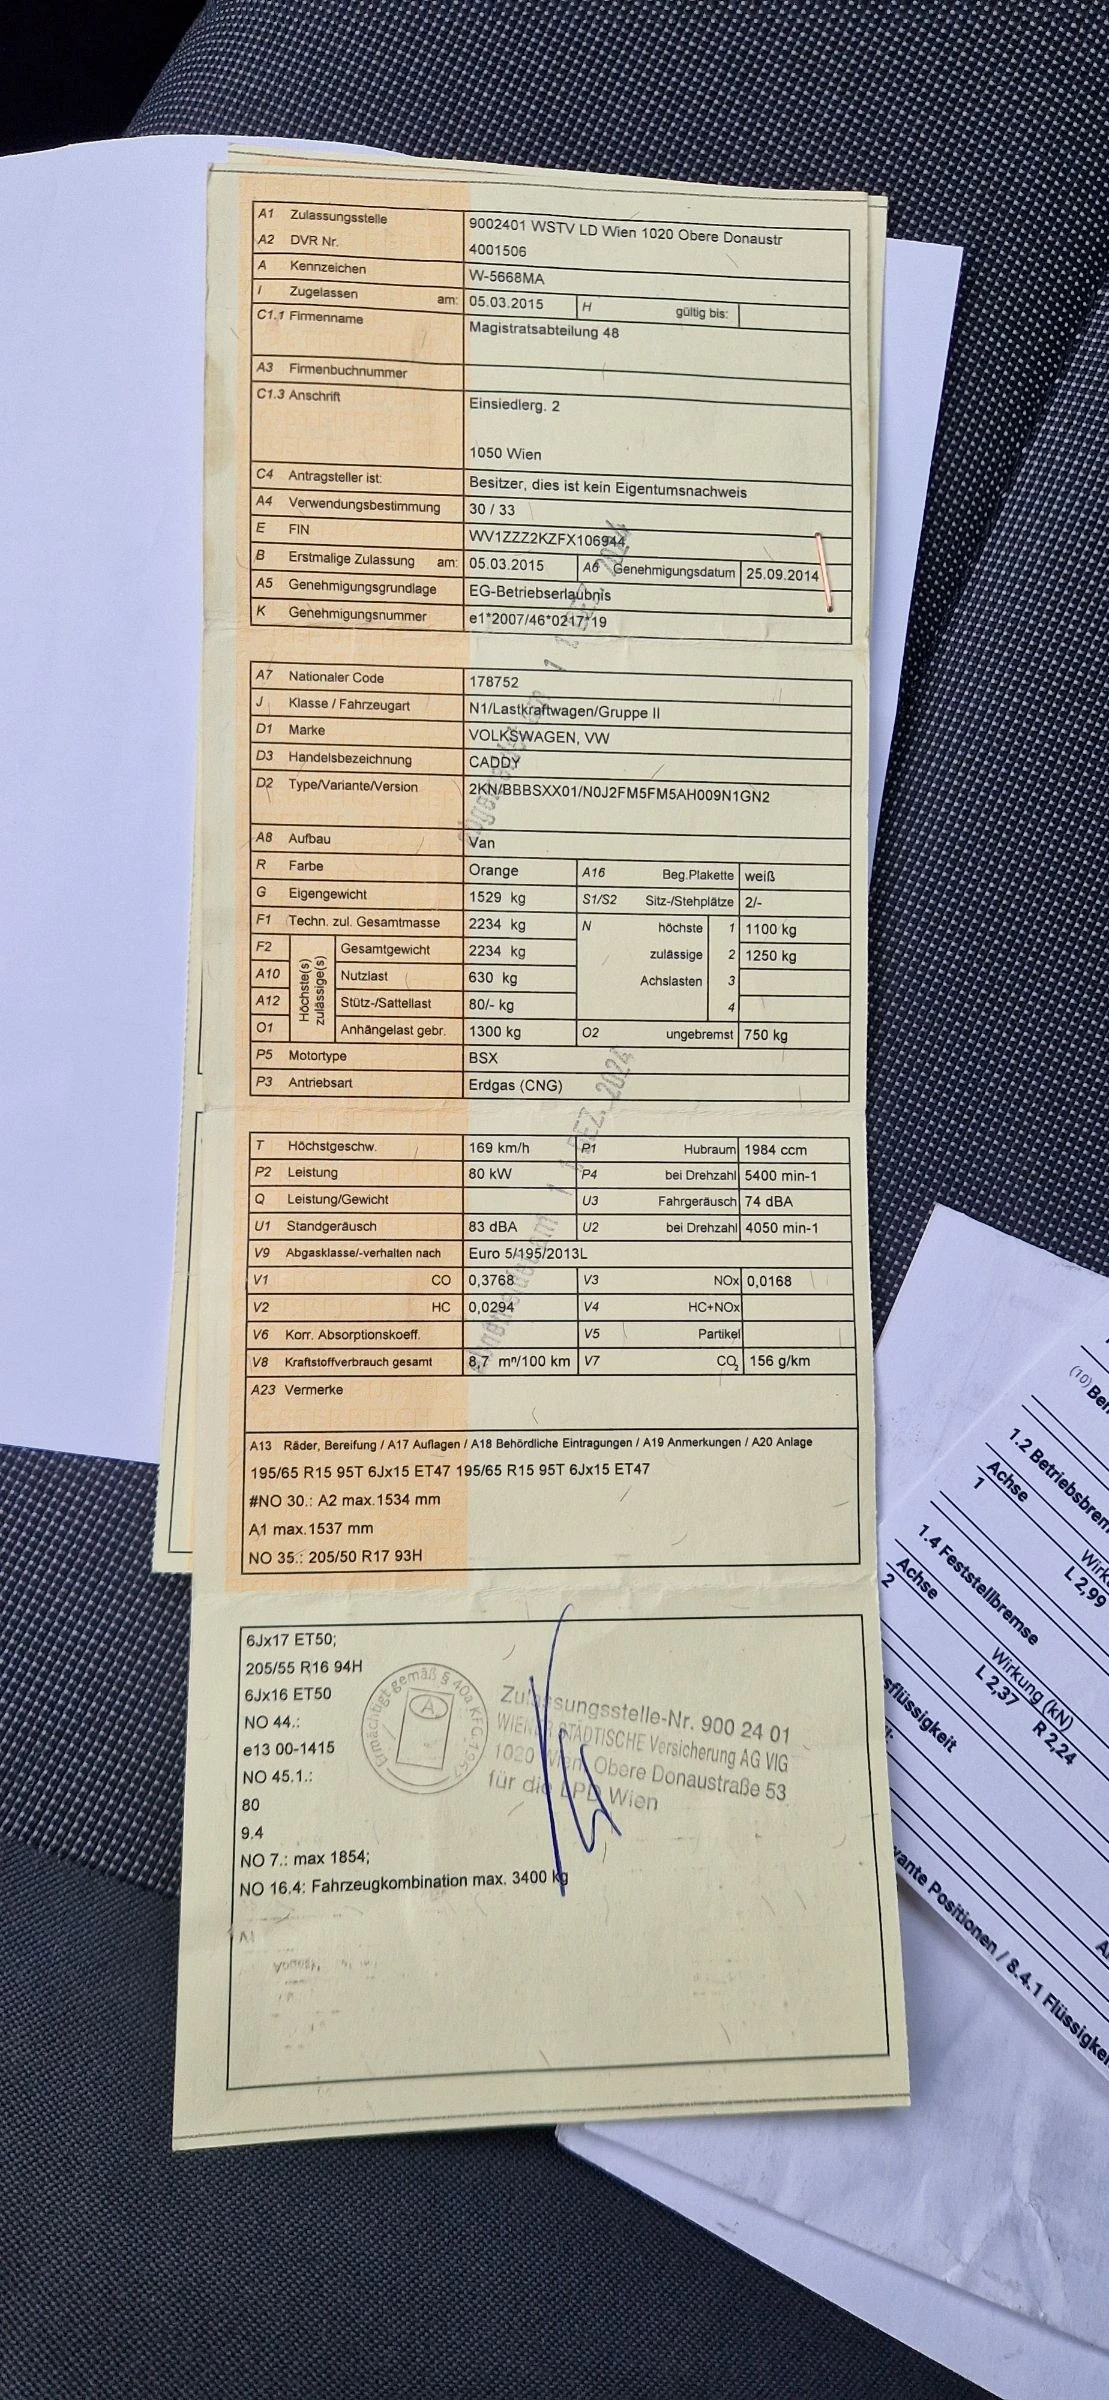 A1 Zulassungsstelle 9002401 WSTV LD Wien 1020 Obere Donaustr
A2 DVR Nr. 4001506
A Kennzeichen W-5668MA
I Zugelassen am: 05.03.2015 H gültig bis:
C1.1 Firmenname Magistratsabteilung 48
A3 Firmenbuchnummer
C1.3 Anschrift Einsiedlerg. 2
1050 Wien
C4 Antragsteller ist: Besitzer, dies ist kein Eigentumsnachweis
A4 Verwendungsbestimmung 30 / 33
E FIN WV1ZZZ2KZFX106944
B Erstmalige Zulassung am: 05.03.2015 A6 Genehmigungsdatum 25.09.2014
A5 Genehmigungsgrundlage EG-Betriebserlaubnis
K Genehmigungsnummer e1*2007/46*0217*19
A7 Nationaler Code 178752
J Klasse / Fahrzeugart N1/Lastkraftwagen/Gruppe II
D1 Marke VOLKSWAGEN, VW
D3 Handelsbezeichnung CADDY
D2 Type/Variante/Version 2KN/BBBSXX01/N0J2FM5FM5AH009N1GN2
A8 Aufbau Van
R Farbe Orange A16 Beg.Plakette weiß
G Eigengewicht 1529 kg S1/S2 Sitz-/Stehplätze 2/-
F1 Techn. zul. Gesamtmasse 2234 kg N höchste 1 1100 kg
F2 Höchste(s) zulässige(s) Gesamtgewicht 2234 kg zulässige 2 1250 kg
A10 Nutzlast 630 kg Achslasten 3
A12 Stütz-/Sattellast 80/- kg 4
O1 Anhängelast gebr. 1300 kg O2 ungebremst 750 kg
P5 Motortype BSX
P3 Antriebsart Erdgas (CNG)
T Höchstgeschw. 169 km/h P1 Hubraum 1984 ccm
P2 Leistung 80 kW P4 bei Drehzahl 5400 min-1
Q Leistung/Gewicht U3 Fahrgeräusch 74 dBA
U1 Standgeräusch 83 dBA U2 bei Drehzahl 4050 min-1
V9 Abgasklasse/-verhalten nach Euro 5/195/2013L
V1 CO 0,3768 V3 NOx 0,0168
V2 HC 0,0294 V4 HC+NOx
V6 Korr. Absorptionskoeff. V5 Partikel
V8 Kraftstoffverbrauch gesamt 8,7 m³/100 km V7 CO2 156 g/km
A23 Vermerke
A13 Räder, Bereifung / A17 Auflagen / A18 Behördliche Eintragungen / A19 Anmerkungen / A20 Anlage
195/65 R15 95T 6Jx15 ET47 195/65 R15 95T 6Jx15 ET47
#NO 30.: A2 max.1534 mm
A1 max.1537 mm
NO 35.: 205/50 R17 93H
6Jx17 ET50;
205/55 R16 94H
6Jx16 ET50
NO 44.:
e13 00-1415
NO 45.1.:
80
9.4
NO 7.: max 1854;
NO 16.4: Fahrzeugkombination max. 3400 kg
Ermächtigt gemäß § 40a KFG 1967
A
Zulassungsstelle-Nr. 900 24 01
WIENER STÄDTISCHE Versicherung AG VIG
1020 Wien, Obere Donaustraße 53
für die LPD Wien
DEZ. 2024
DEZ. 2024
(10)
1.2
Achse
1
L 2,99
1.4 Feststellbremse
Achse Wirkung (kN)
2 L 2,37 R 2,24
Positionen / 8.4.1